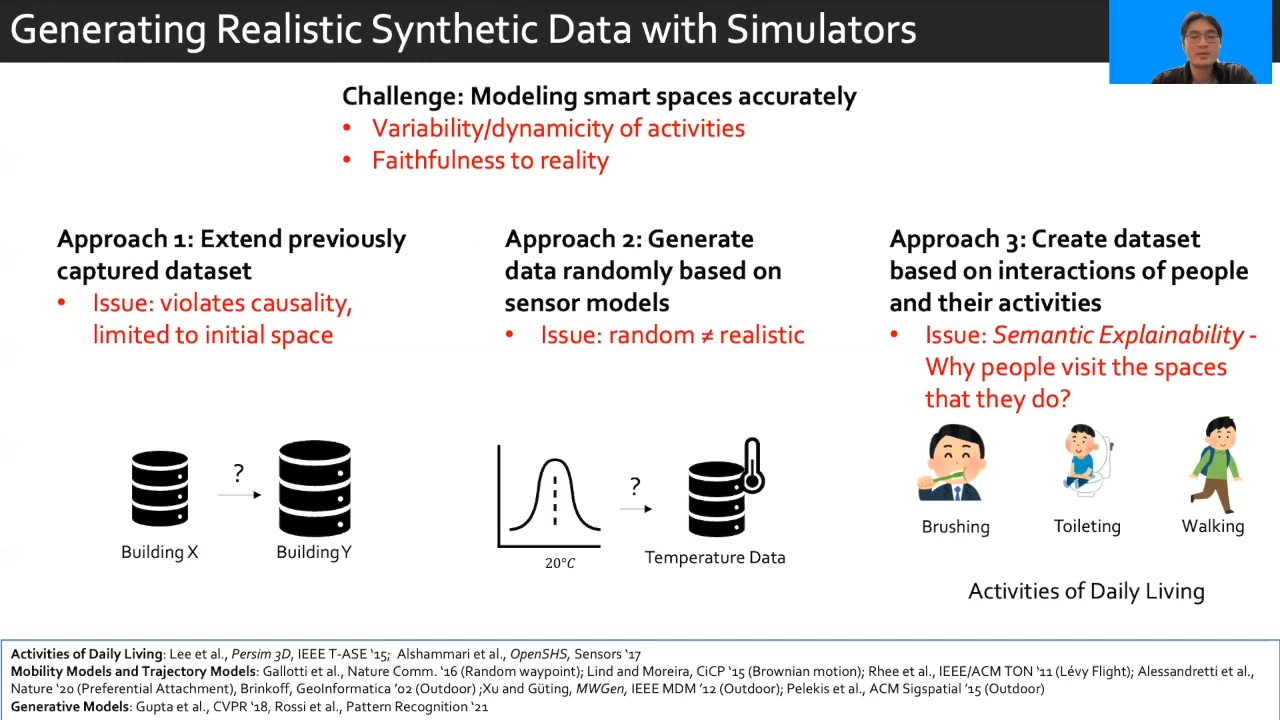 Generating Realistic Synthetic Data with Simulators
Challenge: Modeling smart spaces accurately
• Variability/dynamicity of activities
• Faithfulness to reality
Approach 1: Extend previously
captured dataset
• Issue: violates causality,
limited to initial space
?
Building X
Building Y
Approach 2: Generate
data randomly based on
sensor models
• Issue: random ≠ realistic
?
20°C
Temperature Data
Approach 3: Create dataset
based on interactions of people
and their activities
• Issue: Semantic Explainability -
Why people visit the spaces
that they do?
Brushing
Toileting
Walking
Activities of Daily Living
Activities of Daily Living: Lee et al., Persim 3D, IEEE T-ASE ‘15; Alshammari et al., OpenSHS, Sensors ‘17
Mobility Models and Trajectory Models: Gallotti et al., Nature Comm. ‘16 (Random waypoint); Lind and Moreira, CiCP ‘15 (Brownian motion); Rhee et al., IEEE/ACM TON ‘11 (Lévy Flight); Alessandretti et al.,
Nature ‘20 (Preferential Attachment), Brinkoff, GeoInformatica ’02 (Outdoor) ;Xu and Güting, MWGen, IEEE MDM ’12 (Outdoor); Pelekis et al., ACM Sigspatial ’15 (Outdoor)
Generative Models: Gupta et al., CVPR ‘18, Rossi et al., Pattern Recognition ‘21